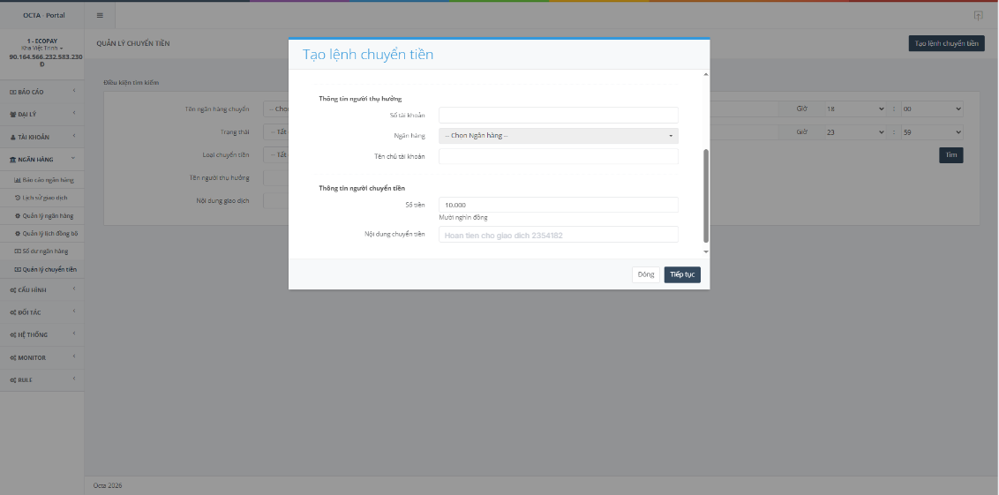 OCTA - Portal
1 - ECOPAY
Kha Việt Trinh
90.164.566.232.583.230
Đ
BÁO CÁO
ĐẠI LÝ
TÀI KHOẢN
NGÂN HÀNG
Báo cáo ngân hàng
Lịch sử giao dịch
Quản lý ngân hàng
Quản lý lịch đồng bộ
Số dư ngân hàng
Quản lý chuyển tiền
CẤU HÌNH
ĐỐI TÁC
HỆ THỐNG
MONITOR
RULE
QUẢN LÝ CHUYỂN TIỀN
Tạo lệnh chuyển tiền
Điều kiện tìm kiếm
Tên ngân hàng chuyển
-- Chọn
Giờ
18
:
00
Trạng thái
-- Tất
Giờ
23
:
59
Loại chuyển tiền
-- Tất
Tìm
Tên người thụ hưởng
Nội dung giao dịch
Tạo lệnh chuyển tiền
Thông tin người thụ hưởng
Số tài khoản
Ngân hàng
-- Chọn Ngân hàng --
Tên chủ tài khoản
Thông tin người chuyển tiền
Số tiền
10.000
Mười nghìn đồng
Nội dung chuyển tiền
Hoan tien cho giao dich 2354182
Đóng
Tiếp tục
Octa 2026